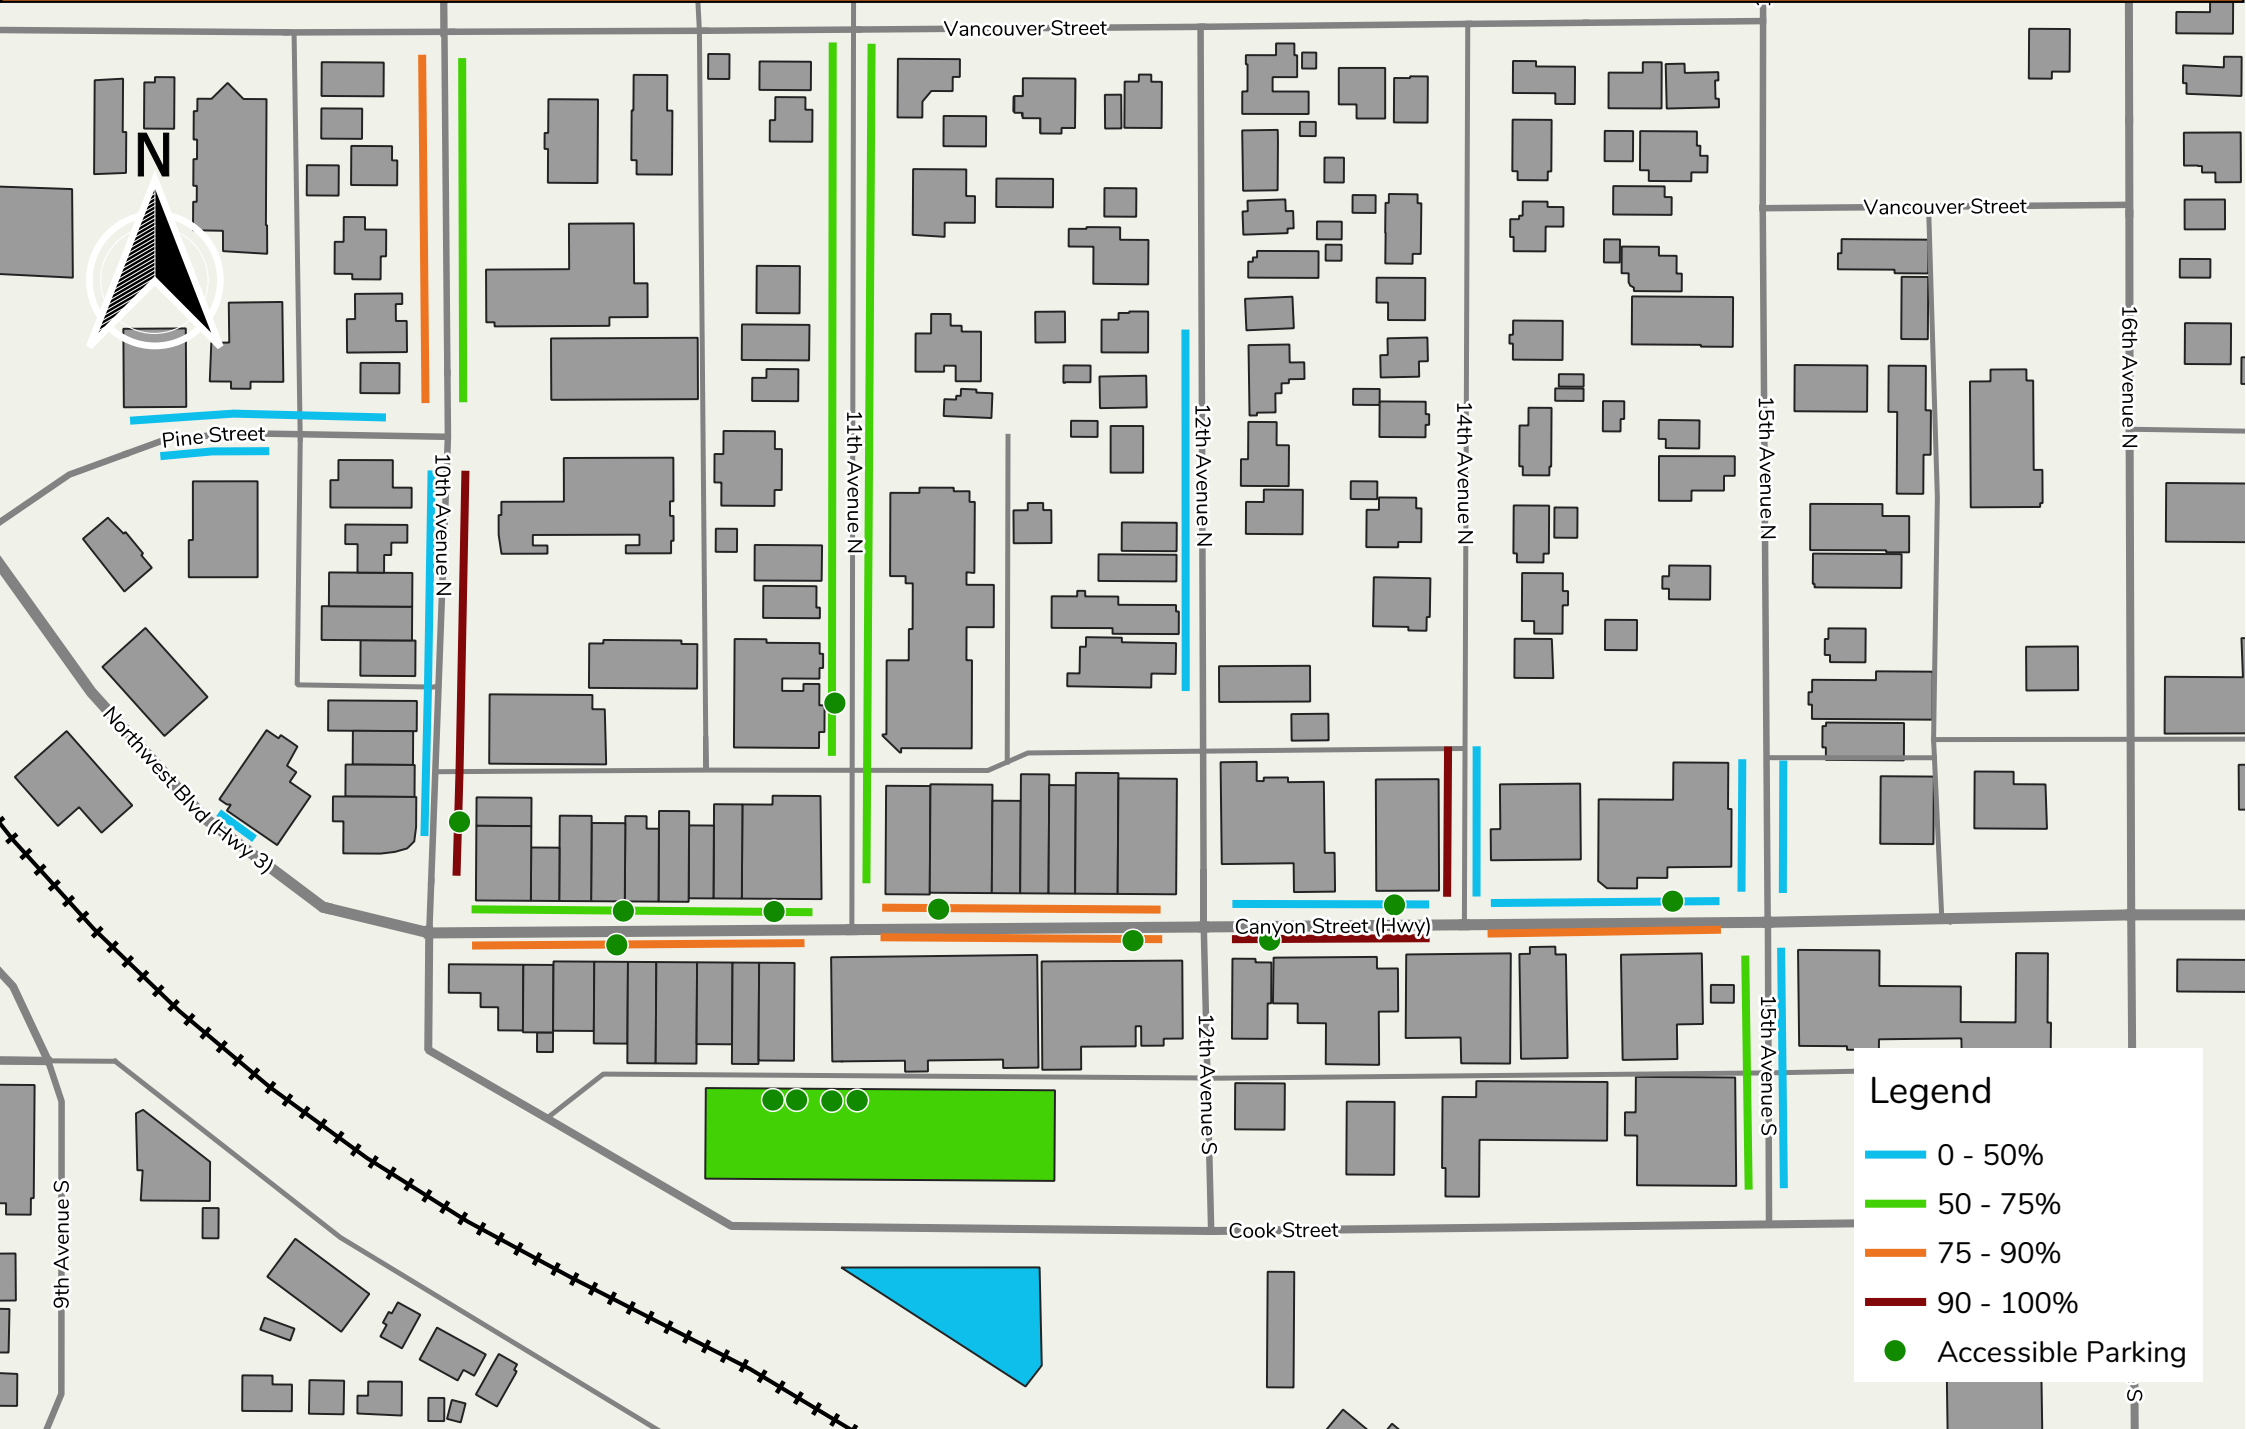 Vancouver Street
N
Vancouver Street
16th Avenue N
Pine Street
10th Avenue N
11th Avenue N
12th Avenue N
14th Avenue N
15th Avenue N
Northwest Blvd (Hwy 3)
Canyon Street (Hwy)
12th Avenue S
15th Avenue S
9th Avenue S
Cook Street
Legend
0 - 50%
50 - 75%
75 - 90%
90 - 100%
Accessible Parking
S